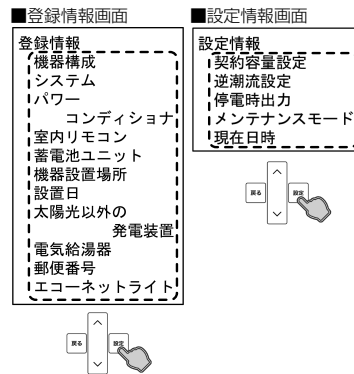 ■登録情報画面
登録情報
機器構成
システム
パワー
コンディショナ
室内リモコン
蓄電池ユニット
機器設置場所
設置日
太陽光以外の
発電装置
電気給湯器
郵便番号
エコーネットライト
戻る
設定
■設定情報画面
設定情報
契約容量設定
逆潮流設定
停電時出力
メンテナンスモード
現在日時
戻る
設定